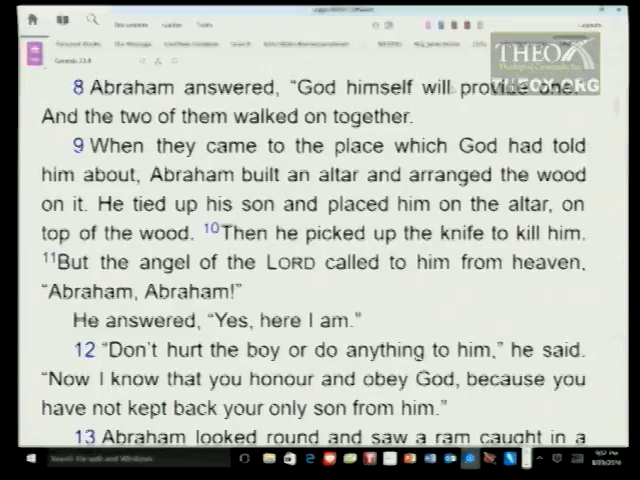 THEOX
THEOX.ORG
Genesis 22:8
8 Abraham answered, “God himself will provide one.”
And the two of them walked on together.
9 When they came to the place which God had told
him about, Abraham built an altar and arranged the wood
on it. He tied up his son and placed him on the altar, on
top of the wood. 10Then he picked up the knife to kill him.
11But the angel of the LORD called to him from heaven,
“Abraham, Abraham!”
He answered, “Yes, here I am.”
12 “Don't hurt the boy or do anything to him,” he said.
“Now I know that you honour and obey God, because you
have not kept back your only son from him.”
13 Abraham looked round and saw a ram caught in a
Search the web and Windows